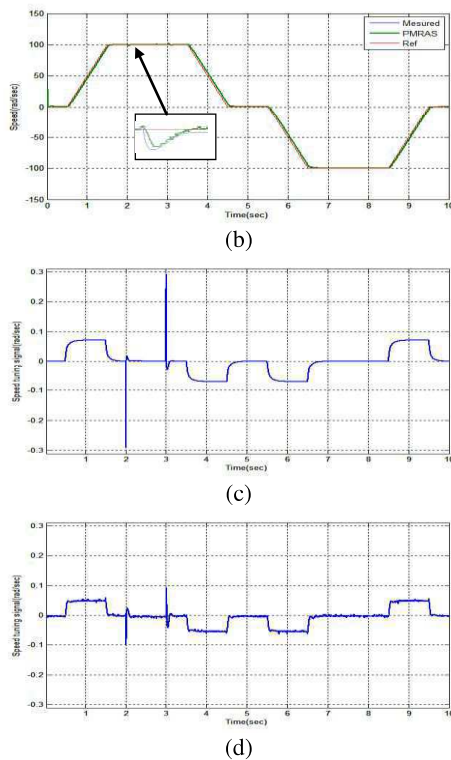 150
100
50
0
-50
-100
-150
Speed(rad/sec)
Mesured
PMRAS
Ref
0 1 2 3 4 5 6 7 8 9 10
Time(sec)
(b)
0.3
0.2
0.1
0
-0.1
-0.2
-0.3
Speed tuning signal(rad/sec)
1 2 3 4 5 6 7 8 9 10
Time(sec)
(c)
0.3
0.2
0.1
0
-0.1
-0.2
-0.3
Speed tuning signal(rad/sec)
1 2 3 4 5 6 7 8 9 10
Time(sec)
(d)